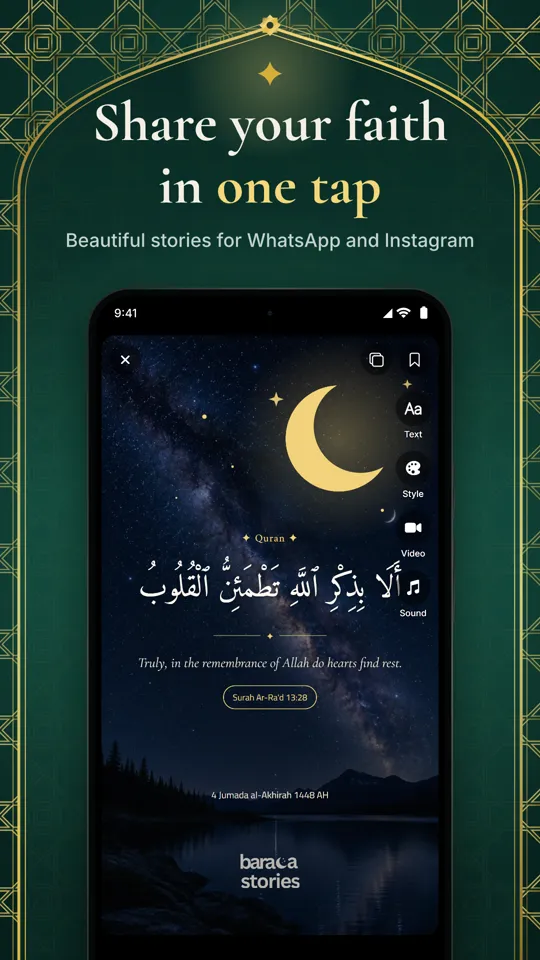 Share your faith
in one tap
Beautiful stories for WhatsApp and Instagram
9:41
Aa
Text
Style
Video
Quran
أَلَا بِذِكْرِ ٱللَّهِ تَطْمَئِنُّ ٱلْقُلُوبُ
Sound
Truly, in the remembrance of Allah do hearts find rest.
Surah Ar-Ra'd 13:28
4 Jumada al-Akhirah 1448 AH
baraca
stories